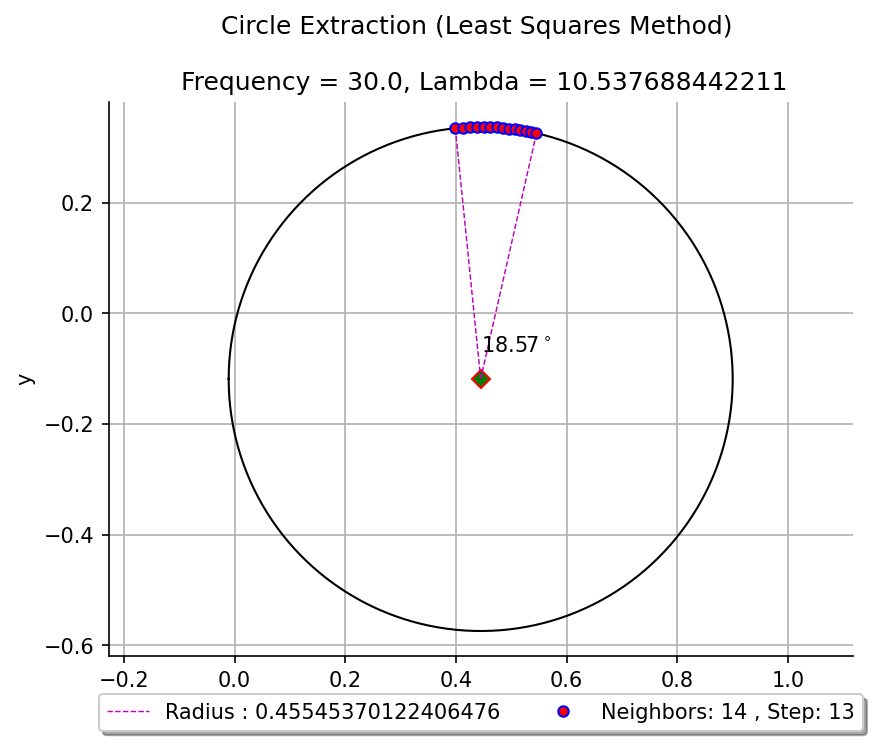 Circle Extraction (Least Squares Method)
Frequency = 30.0, Lambda = 10.537688442211
0.2
0.0
−0.2
−0.4
−0.6
y
18.57°
−0.2 0.0 0.2 0.4 0.6 0.8 1.0
Radius : 0.45545370122406476 Neighbors: 14 , Step: 13